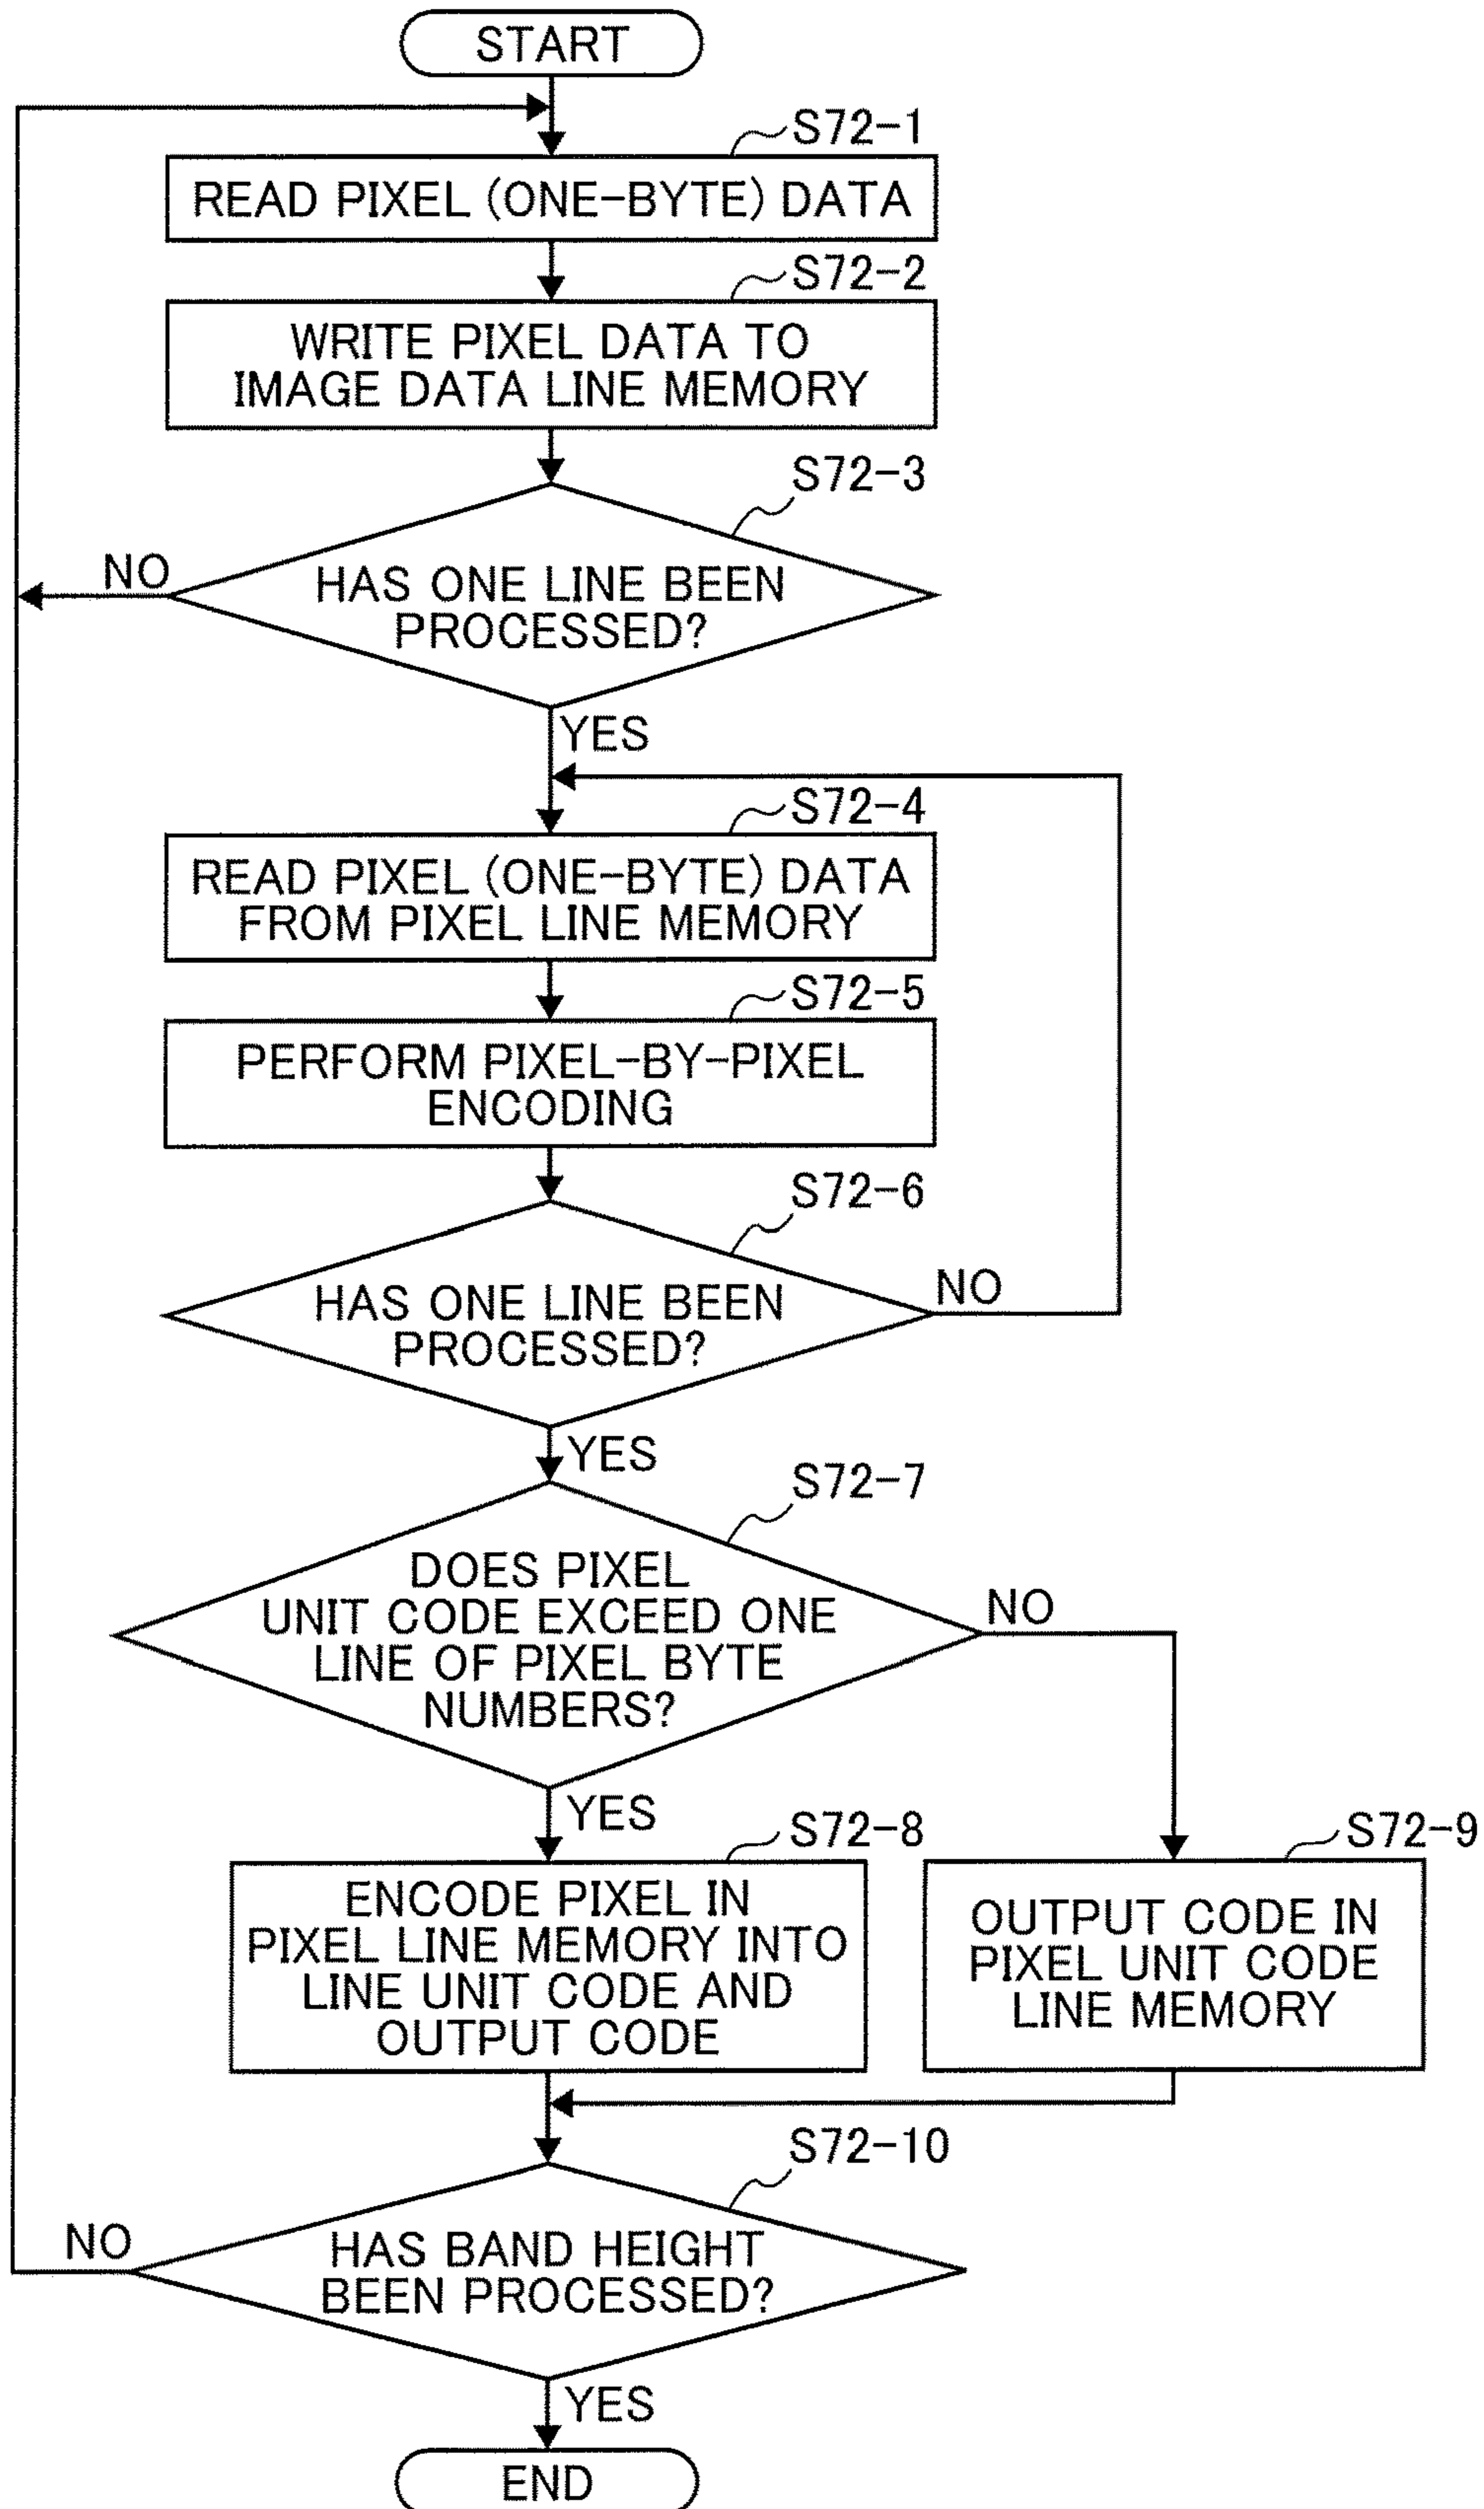 START
S72-1
READ PIXEL (ONE-BYTE) DATA
S72-2
WRITE PIXEL DATA TO
IMAGE DATA LINE MEMORY
S72-3
NO
HAS ONE LINE BEEN
PROCESSED?
YES
S72-4
READ PIXEL (ONE-BYTE) DATA
FROM PIXEL LINE MEMORY
S72-5
PERFORM PIXEL-BY-PIXEL
ENCODING
S72-6
HAS ONE LINE BEEN
PROCESSED?
NO
YES
S72-7
DOES PIXEL
UNIT CODE EXCEED ONE
LINE OF PIXEL BYTE
NUMBERS?
NO
YES
S72-8
ENCODE PIXEL IN
PIXEL LINE MEMORY INTO
LINE UNIT CODE AND
OUTPUT CODE
S72-9
OUTPUT CODE IN
PIXEL UNIT CODE
LINE MEMORY
S72-10
NO
HAS BAND HEIGHT
BEEN PROCESSED?
YES
END